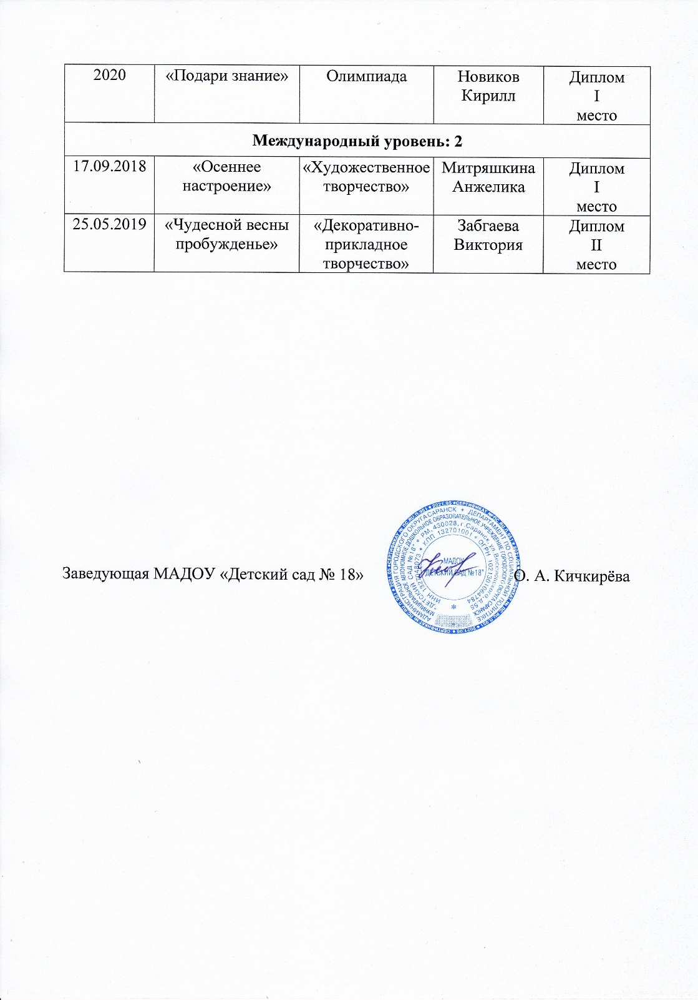 2020
«Подари знание»
Олимпиада
Новиков
Кирилл
Диплом
I
место
Международный уровень: 2
17.09.2018
«Осеннее
настроение»
«Художественное
творчество»
Митряшкина
Анжелика
Диплом
I
место
25.05.2019
«Чудесной весны
пробужденье»
«Декоративно-
прикладное
творчество»
Забгаева
Виктория
Диплом
II
место
Заведующая МАДОУ «Детский сад № 18»
МАДОУ
"ДЕТСКИЙ САД №18"
О. А. Кичкирёва